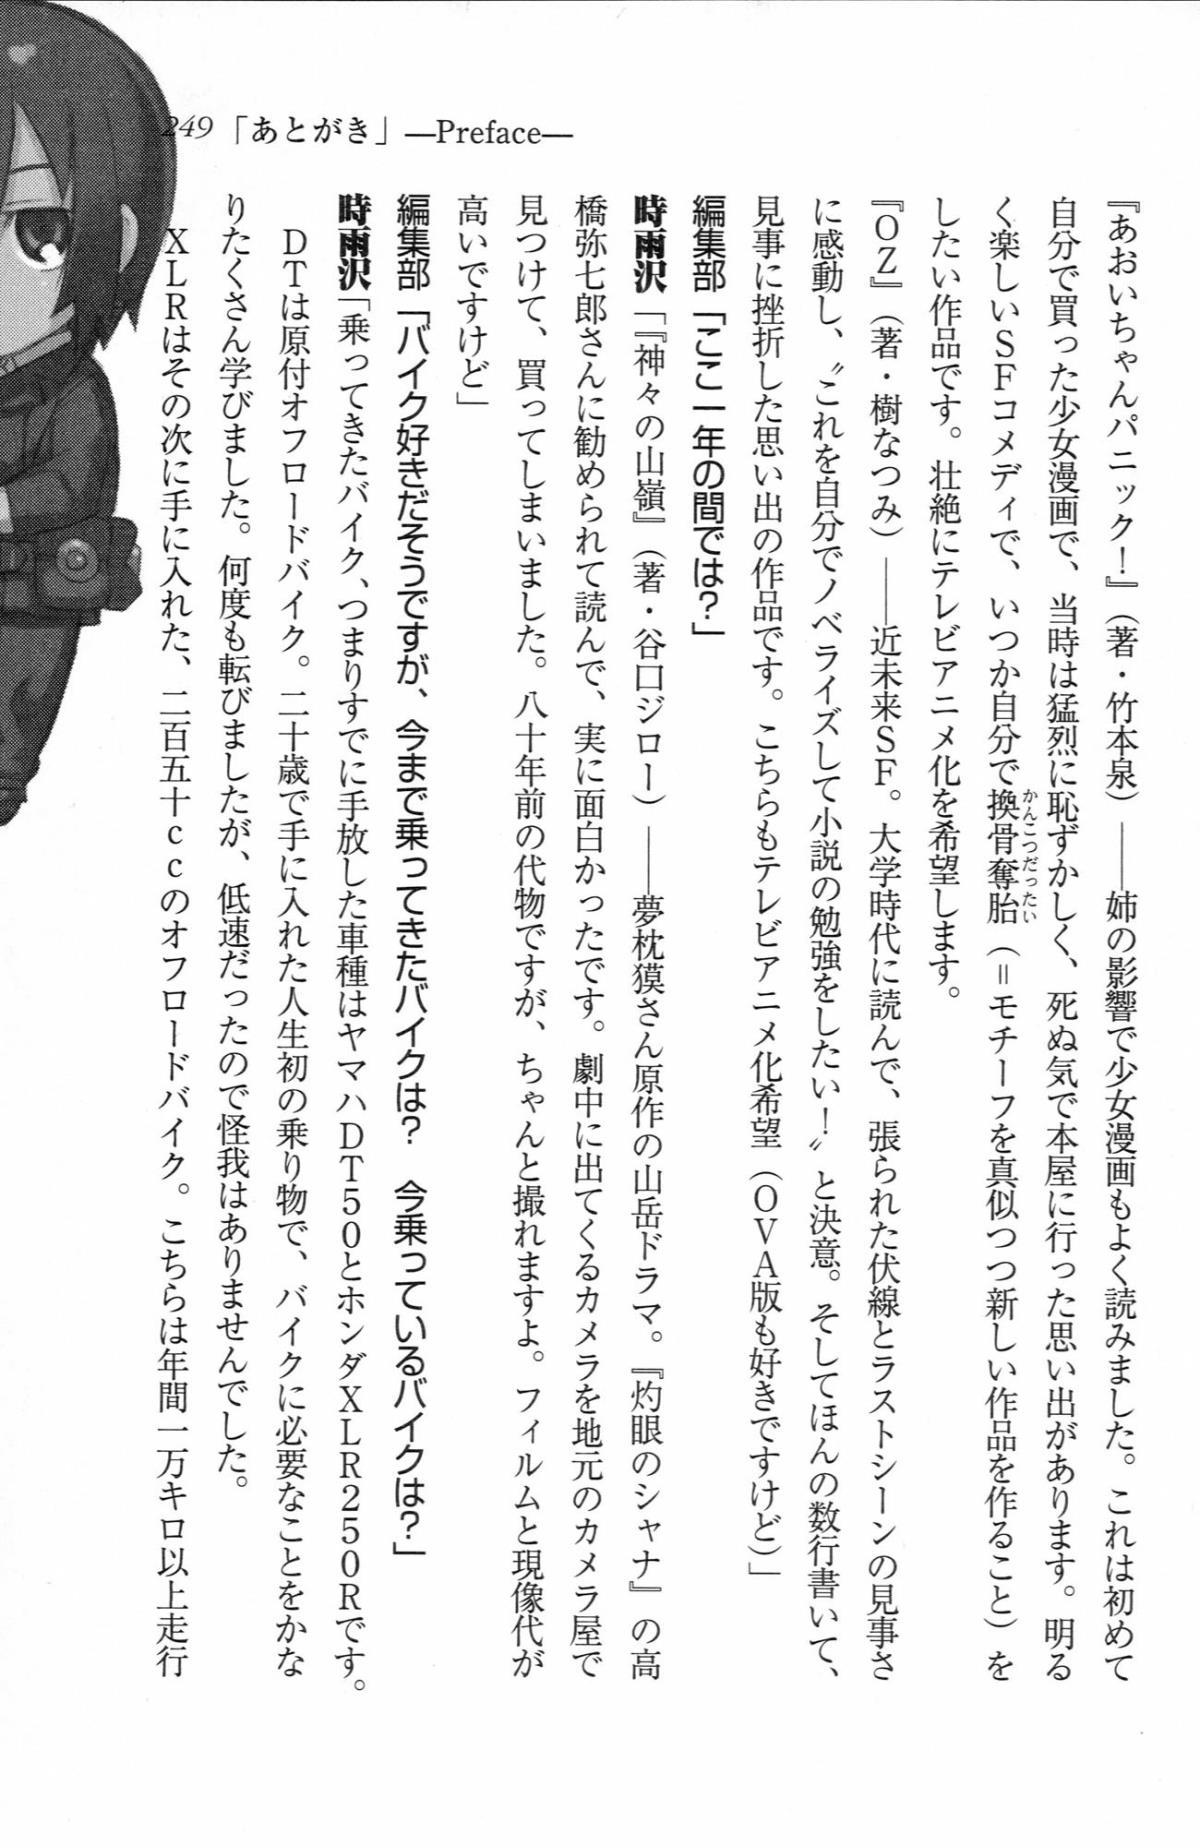 249 「あとがき」 ―Preface―
『あおいちゃんパニック！』（著・竹本泉）――姉の影響で少女漫画もよく読みました。これは初めて
自分で買った少女漫画で、当時は猛烈に恥ずかしく、死ぬ気で本屋に行った思い出があります。明る
く楽しいＳＦコメディで、いつか自分で換骨奪胎（＝モチーフを真似つつ新しい作品を作ること）を
かんこつだったい
したい作品です。壮絶にテレビアニメ化を希望します。
『ＯＺ』（著・樹なつみ）――近未来ＳＦ。大学時代に読んで、張られた伏線とラストシーンの見事さ
に感動し、〝これを自分でノベライズして小説の勉強をしたい！〟と決意。そしてほんの数行書いて、
見事に挫折した思い出の作品です。こちらもテレビアニメ化希望（ＯＶＡ版も好きですけど）」
編集部「ここ一年の間では？」
時雨沢「『神々の山嶺』（著・谷口ジロー）――夢枕獏さん原作の山岳ドラマ。『灼眼のシャナ』の高
橋弥七郎さんに勧められて読んで、実に面白かったです。劇中に出てくるカメラを地元のカメラ屋で
見つけて、買ってしまいました。八十年前の代物ですが、ちゃんと撮れますよ。フィルムと現像代が
高いですけど」
編集部「バイク好きだそうですが、今まで乗ってきたバイクは？　今乗っているバイクは？」
時雨沢「乗ってきたバイク、つまりすでに手放した車種はヤマハＤＴ５０とホンダＸＬＲ２５０Ｒです。
　ＤＴは原付オフロードバイク。二十歳で手に入れた人生初の乗り物で、バイクに必要なことをかな
りたくさん学びました。何度も転びましたが、低速だったので怪我はありませんでした。
　ＸＬＲはその次に手に入れた、二百五十ｃｃのオフロードバイク。こちらは年間一万キロ以上走行